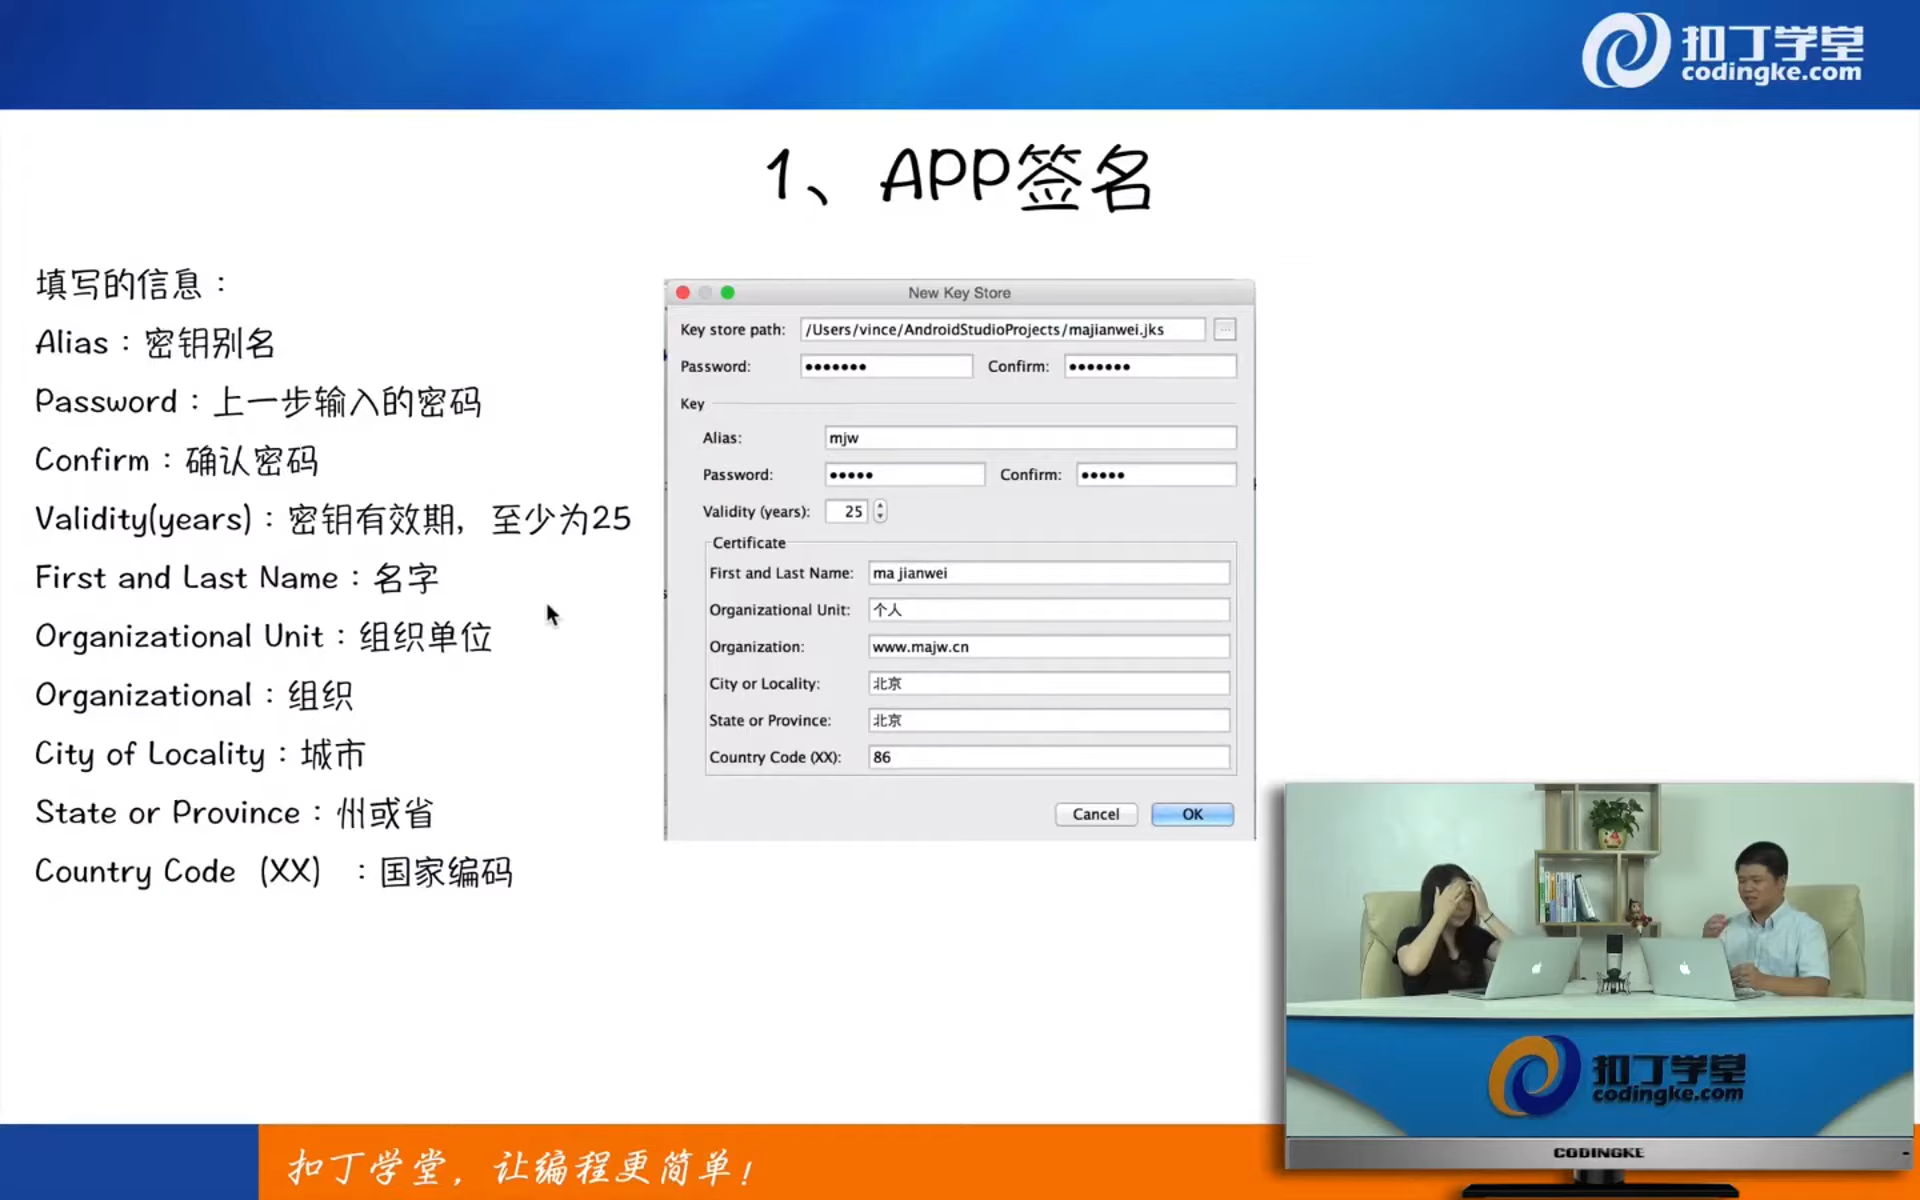 扣丁学堂
codingke.com
1、APP签名
填写的信息：
Alias：密钥别名
Password：上一步输入的密码
Confirm：确认密码
Validity(years)：密钥有效期，至少为25
First and Last Name：名字
Organizational Unit：组织单位
Organizational：组织
City of Locality：城市
State or Province：州或省
Country Code（XX）：国家编码
New Key Store
Key store path: /Users/vince/AndroidStudioProjects/majianwei.jks
Password: ••••••• Confirm: •••••••
Key
Alias: mjw
Password: ••••• Confirm: •••••
Validity (years): 25
Certificate
First and Last Name: ma jianwei
Organizational Unit: 个人
Organization: www.majw.cn
City or Locality: 北京
State or Province: 北京
Country Code (XX): 86
Cancel OK
扣丁学堂
codingke.com
CODINGKE
扣丁学堂，让编程更简单！